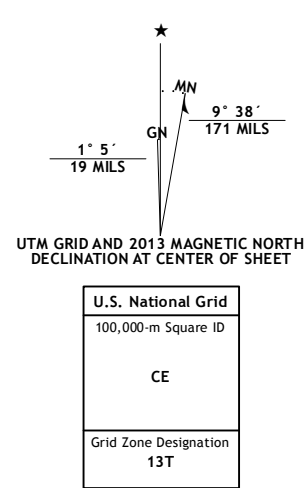 ★
MN
GN
9° 38´
171 MILS
1° 5´
19 MILS
UTM GRID AND 2013 MAGNETIC NORTH
DECLINATION AT CENTER OF SHEET
U.S. National Grid
100,000-m Square ID
CE
Grid Zone Designation
13T